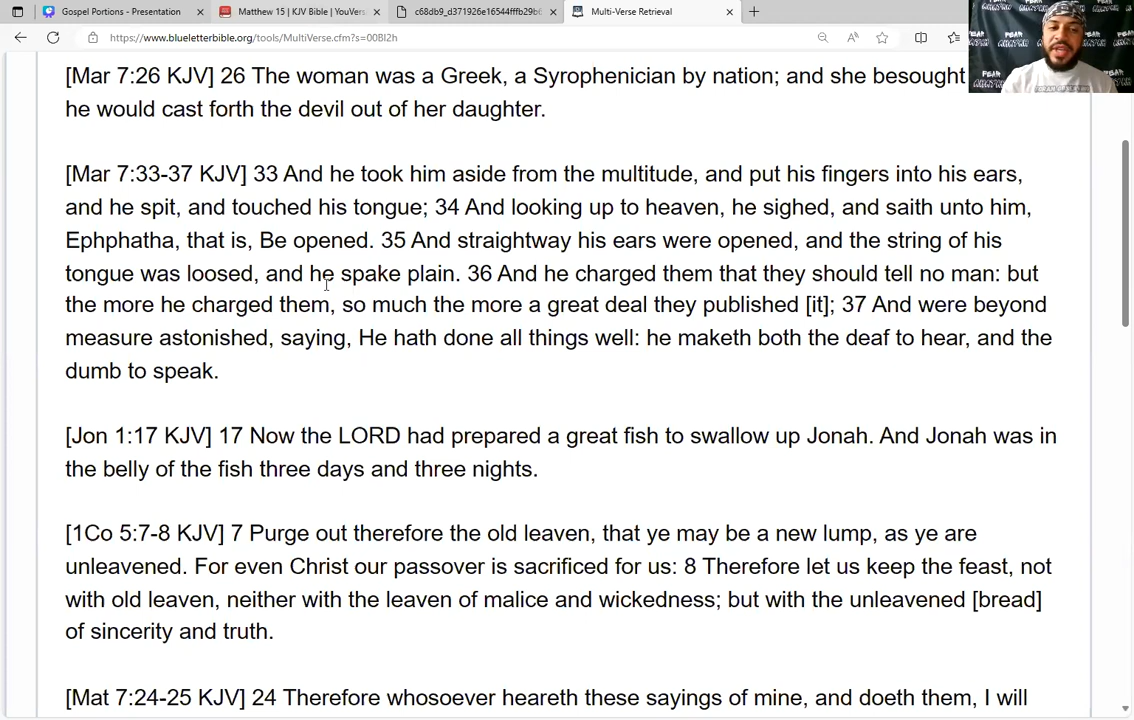 Gospel Portions - Presentation
Matthew 15 | KJV Bible | YouVers
c68db9_d371926e16544fffb29b6
Multi-Verse Retrieval
https://www.blueletterbible.org/tools/MultiVerse.cfm?s=00BI2h
[Mar 7:26 KJV] 26 The woman was a Greek, a Syrophenician by nation; and she besought
he would cast forth the devil out of her daughter.
[Mar 7:33-37 KJV] 33 And he took him aside from the multitude, and put his fingers into his ears,
and he spit, and touched his tongue; 34 And looking up to heaven, he sighed, and saith unto him,
Ephphatha, that is, Be opened. 35 And straightway his ears were opened, and the string of his
tongue was loosed, and he spake plain. 36 And he charged them that they should tell no man: but
the more he charged them, so much the more a great deal they published [it]; 37 And were beyond
measure astonished, saying, He hath done all things well: he maketh both the deaf to hear, and the
dumb to speak.
[Jon 1:17 KJV] 17 Now the LORD had prepared a great fish to swallow up Jonah. And Jonah was in
the belly of the fish three days and three nights.
[1Co 5:7-8 KJV] 7 Purge out therefore the old leaven, that ye may be a new lump, as ye are
unleavened. For even Christ our passover is sacrificed for us: 8 Therefore let us keep the feast, not
with old leaven, neither with the leaven of malice and wickedness; but with the unleavened [bread]
of sincerity and truth.
[Mat 7:24-25 KJV] 24 Therefore whosoever heareth these sayings of mine, and doeth them, I will